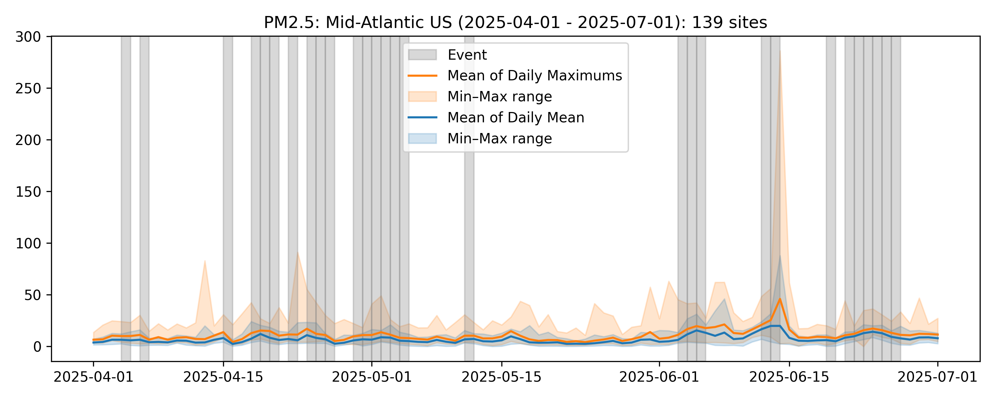 PM2.5: Mid-Atlantic US (2025-04-01 - 2025-07-01): 139 sites
300
250
200
150
100
50
0
Event
Mean of Daily Maximums
Min–Max range
Mean of Daily Mean
Min–Max range
2025-04-01
2025-04-15
2025-05-01
2025-05-15
2025-06-01
2025-06-15
2025-07-01